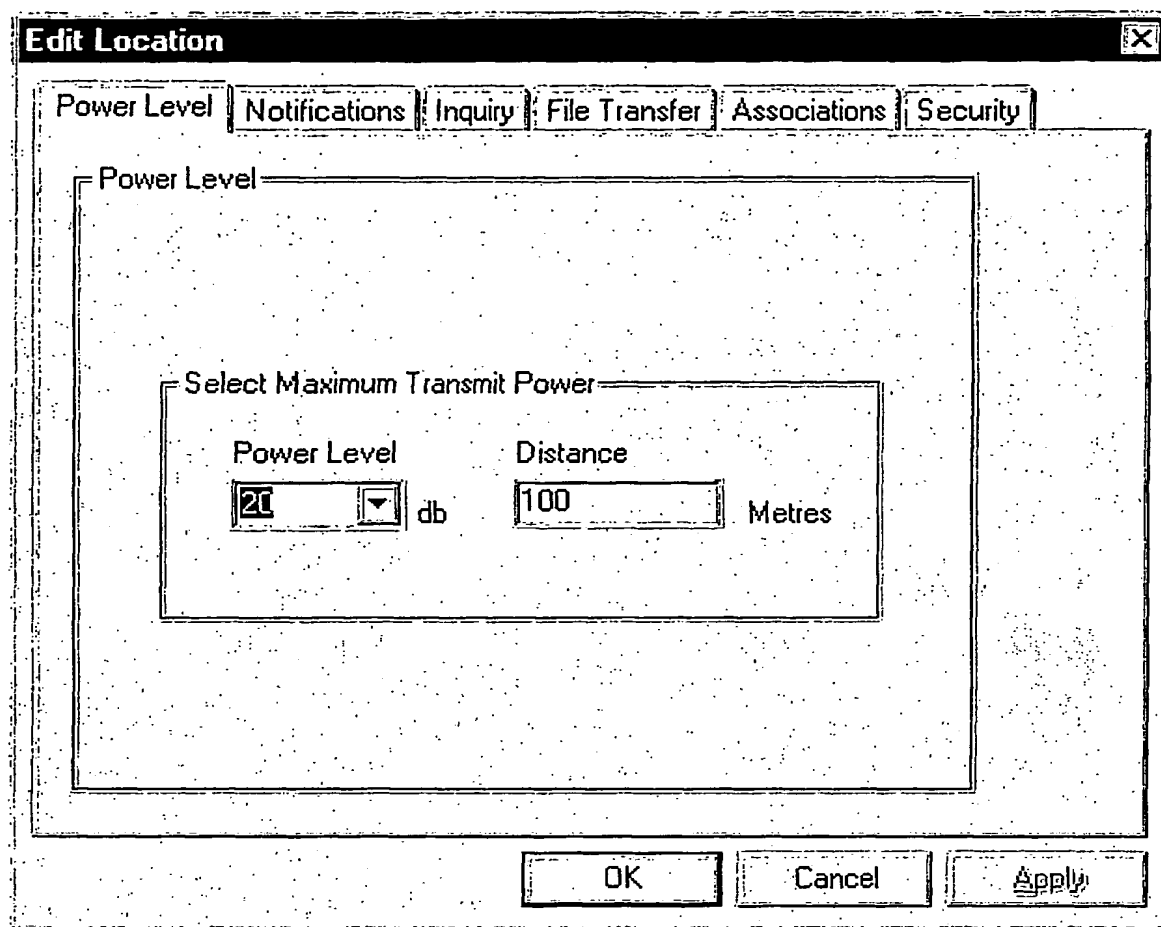 Edit Location
Power Level Notifications Inquiry File Transfer Associations Security
Power Level
Select Maximum Transmit Power
Power Level Distance
20 db 100 Metres
OK Cancel Apply